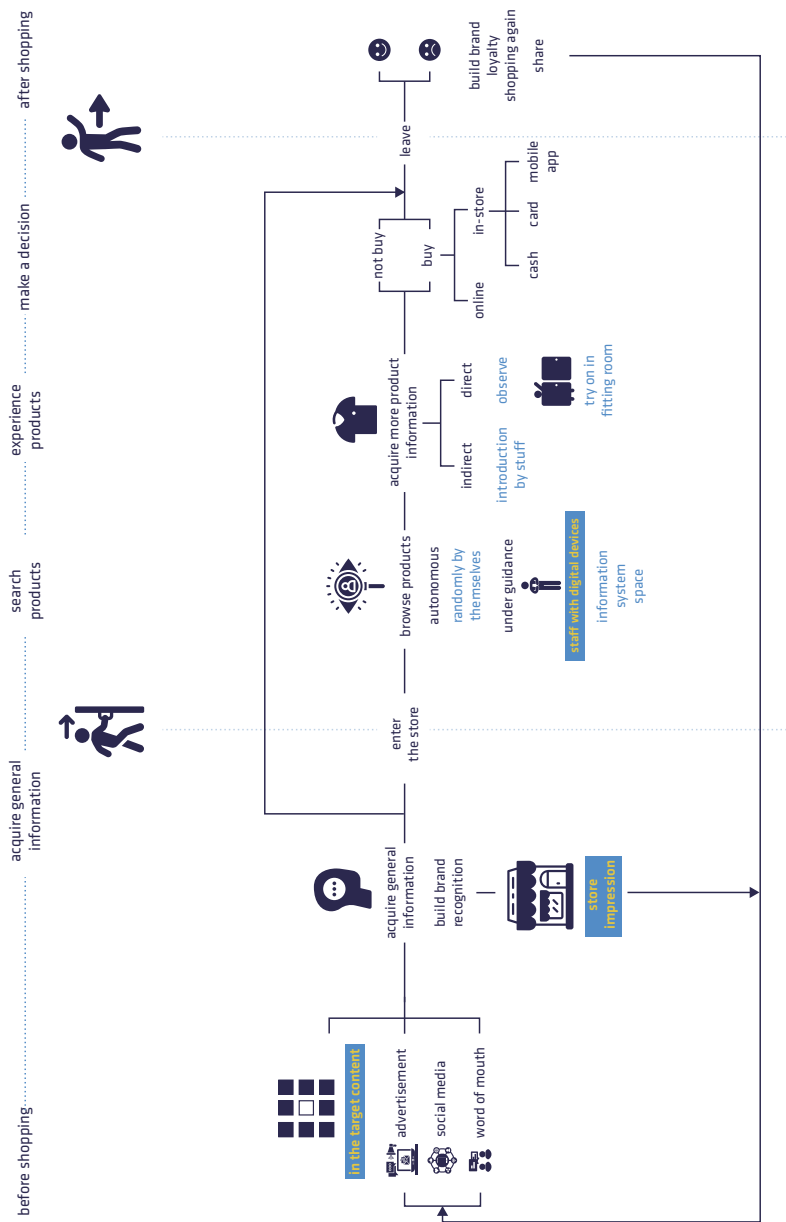 before shopping
acquire general
information
search
products
experience
products
make a decision
after shopping
in the target content
advertisement
social media
word of mouth
acquire general
information
build brand
recognition
store
impression
enter
the store
browse products
autonomous
randomly by
themselves
under guidance
staff with digital devices
information
system
space
acquire more product
information
indirect
introduction
by stuff
direct
observe
try on in
fitting room
not buy
buy
online
in-store
cash
card
mobile
app
leave
build brand
loyalty
shopping again
share